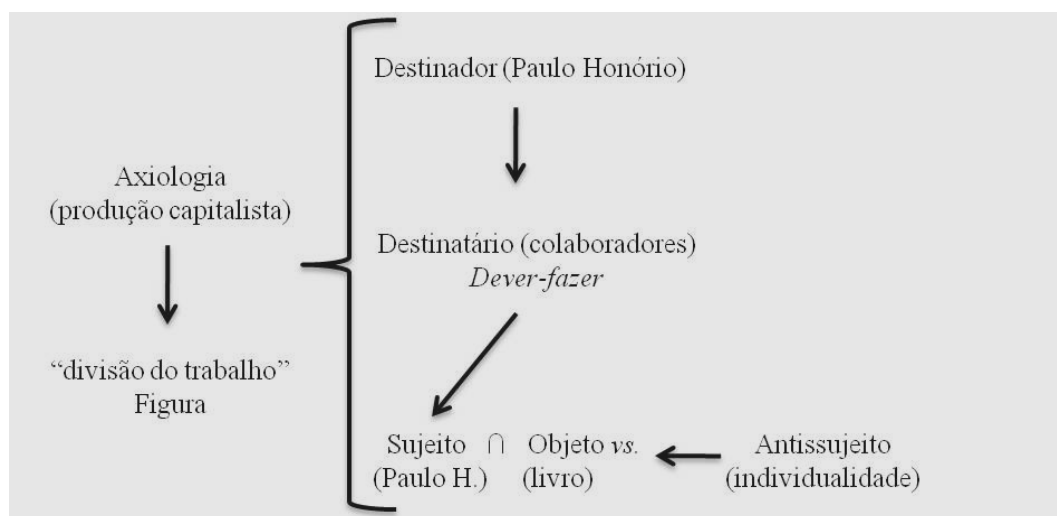 Destinador (Paulo Honório)
Axiologia
(produção capitalista)
Destinatário (colaboradores)
Dever-fazer
“divisão do trabalho”
Figura
Sujeito ∩ Objeto vs.
(Paulo H.) (livro)
Antissujeito
(individualidade)